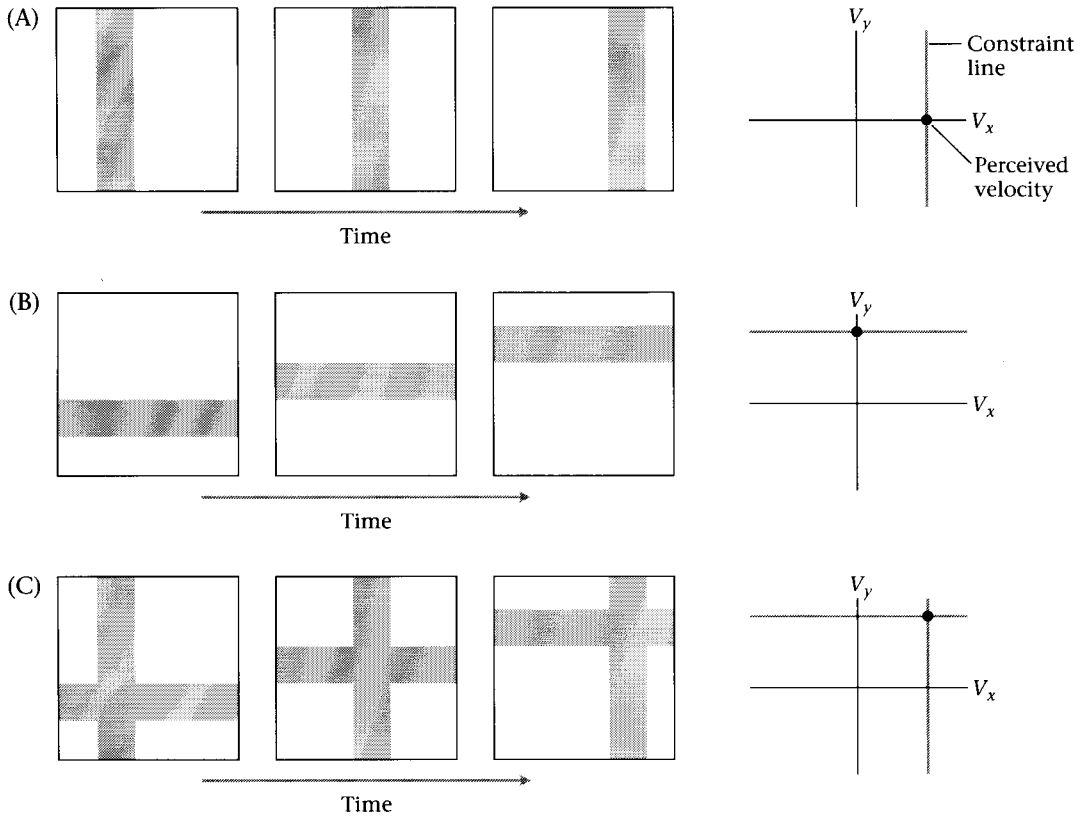 (A)
V_y
Constraint
line
V_x
Perceived
velocity
Time
(B)
V_y
V_x
Time
(C)
V_y
V_x
Time